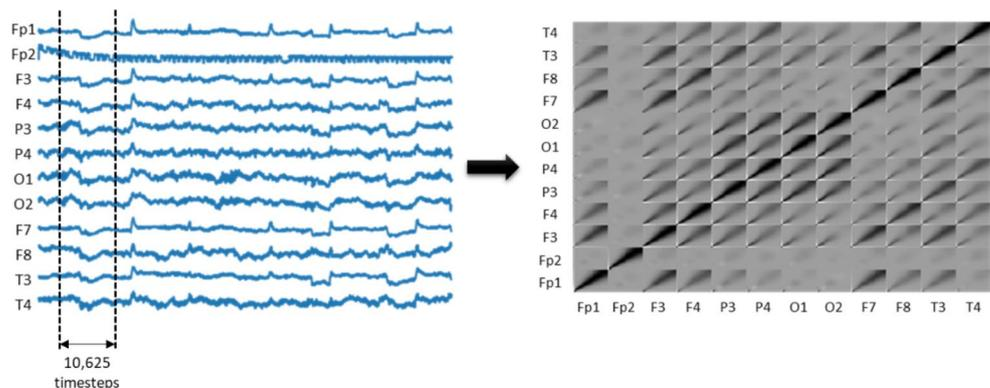 Fp1
Fp2
F3
F4
P3
P4
O1
O2
F7
F8
T3
T4
10,625
timesteps
T4
T3
F8
F7
O2
O1
P4
P3
F4
F3
Fp2
Fp1
Fp1 Fp2 F3 F4 P3 P4 O1 O2 F7 F8 T3 T4